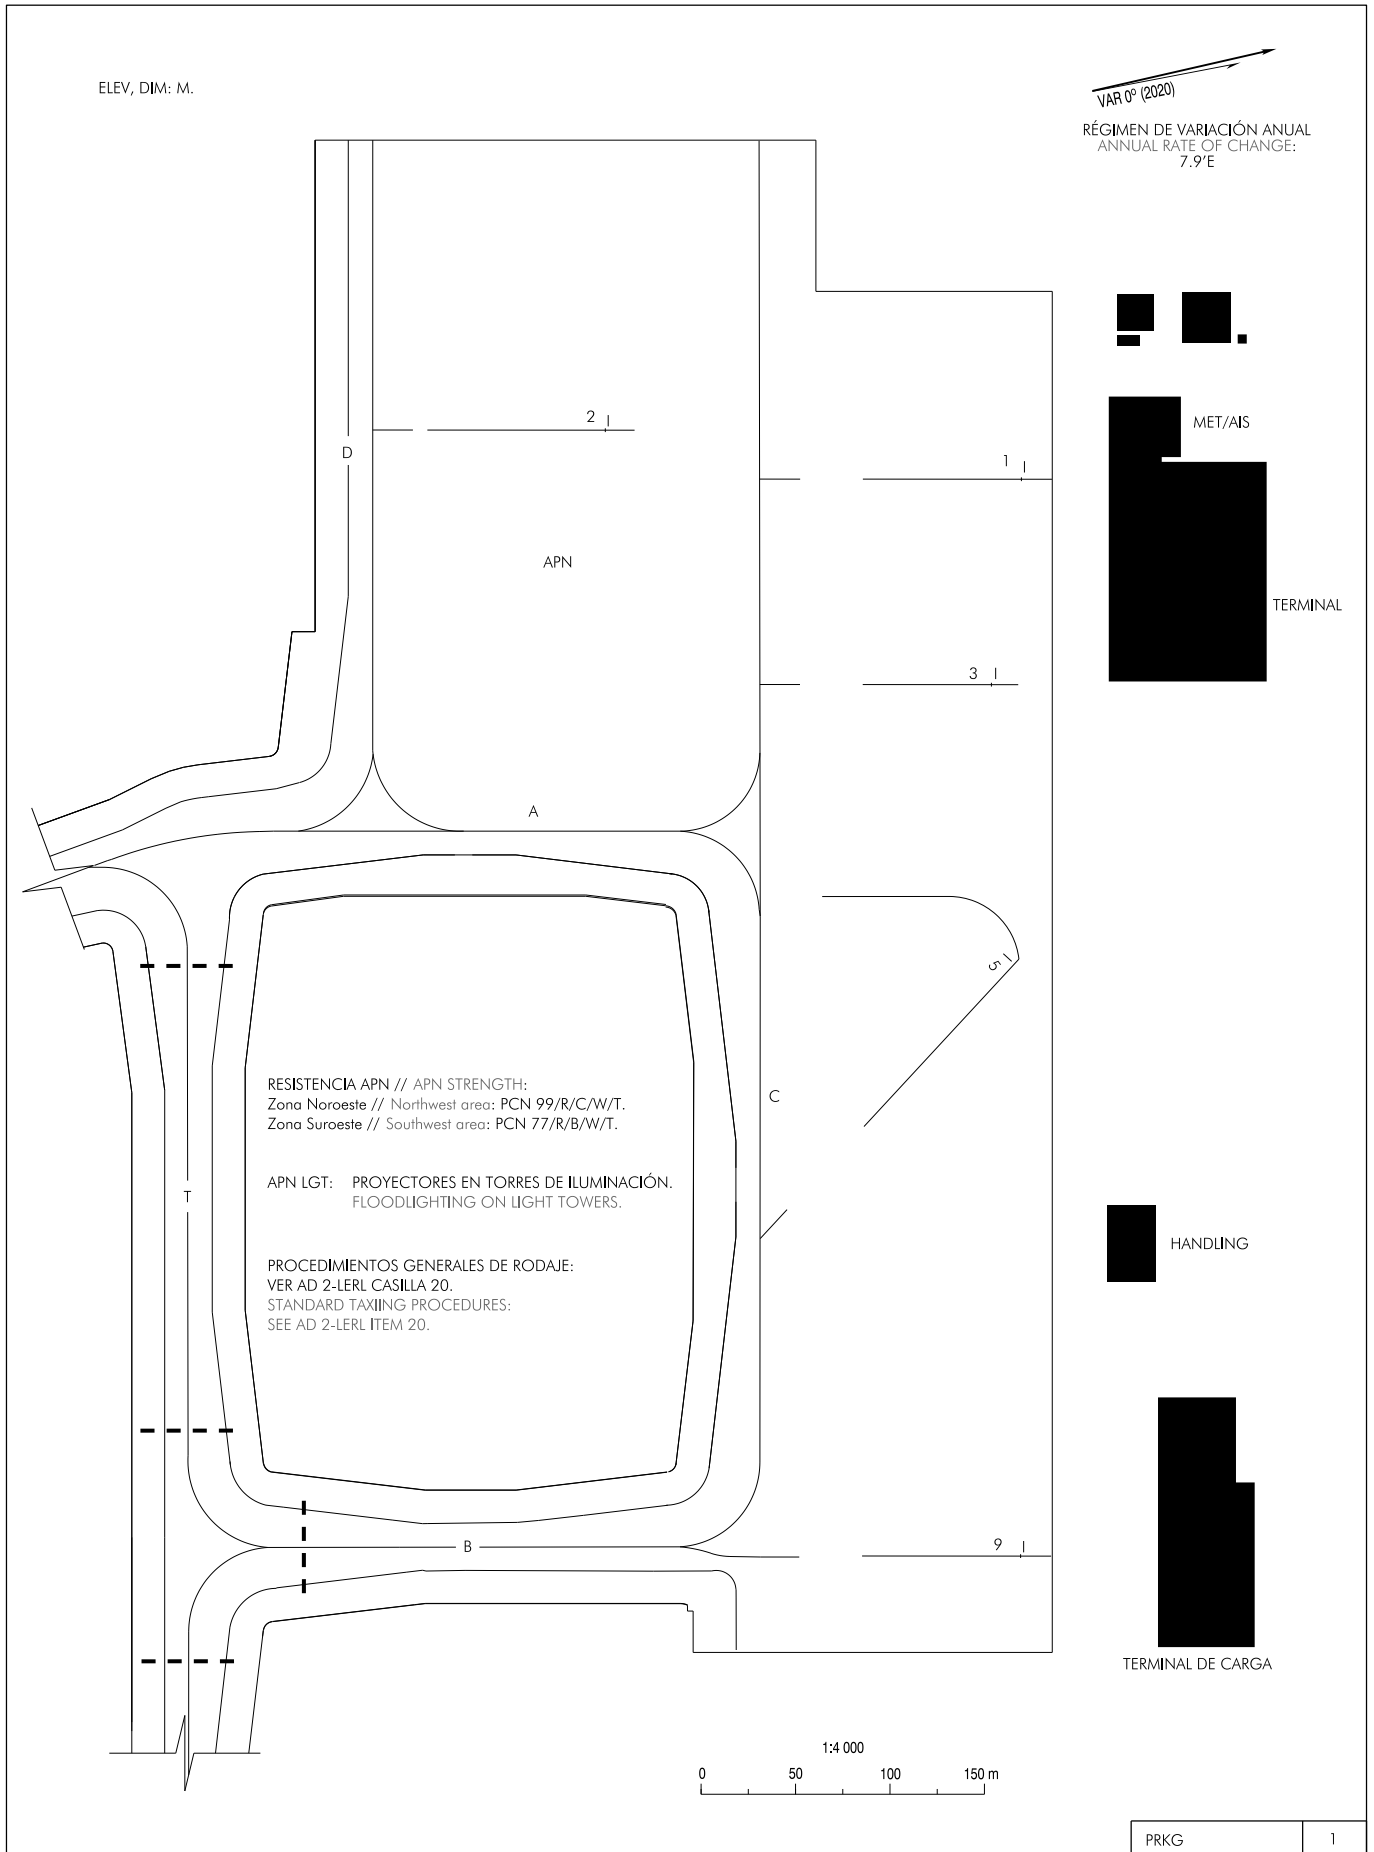 ELEV, DIM: M.
VAR 0º (2020)
RÉGIMEN DE VARIACIÓN ANUAL
ANNUAL RATE OF CHANGE:
7.9'E
2
D
MET/AIS
1
APN
TERMINAL
3
A
5
RESISTENCIA APN // APN STRENGTH:
Zona Noroeste // Northwest area: PCN 99/R/C/W/T.
Zona Suroeste // Southwest area: PCN 77/R/B/W/T.
C
APN LGT: PROYECTORES EN TORRES DE ILUMINACIÓN.
FLOODLIGHTING ON LIGHT TOWERS.
T
HANDLING
PROCEDIMIENTOS GENERALES DE RODAJE:
VER AD 2-LERL CASILLA 20.
STANDARD TAXIING PROCEDURES:
SEE AD 2-LERL ITEM 20.
B
9
TERMINAL DE CARGA
1:4 000
0 50 100 150 m
PRKG 1